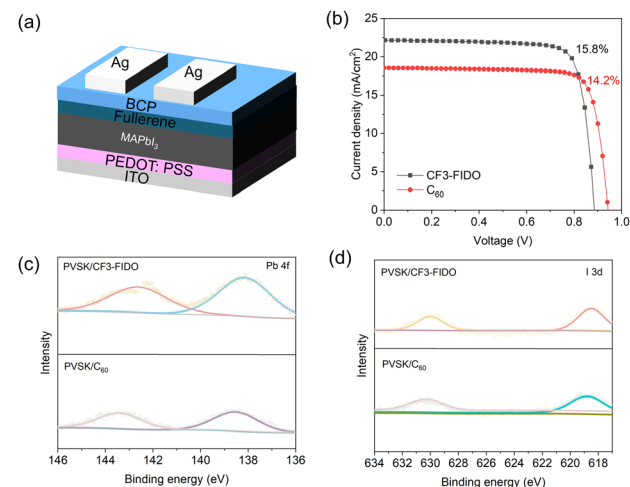 (a)
Ag
Ag
BCP
Fullerene
MAPbI₃
PEDOT: PSS
ITO
(b)
Current density (mA/cm²)
25
20
15
10
5
0
15.8%
14.2%
CF3-FIDO
C₆₀
0.0 0.2 0.4 0.6 0.8 1.0
Voltage (V)
(c)
PVSK/CF3-FIDO
Pb 4f
Intensity
PVSK/C₆₀
146 144 142 140 138 136
Binding energy (eV)
(d)
PVSK/CF3-FIDO
I 3d
Intensity
PVSK/C₆₀
634 632 630 628 626 624 622 620 618
Binding energy (eV)